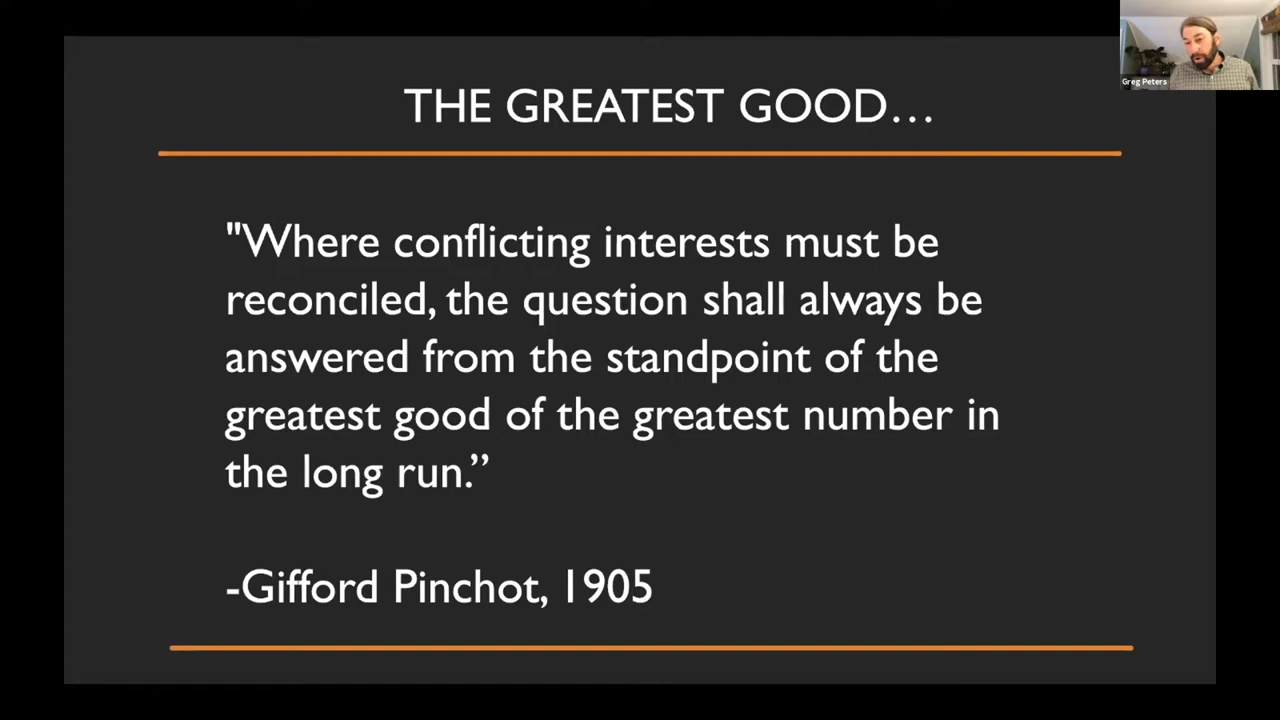 Greg Peters
THE GREATEST GOOD…
"Where conflicting interests must be
reconciled, the question shall always be
answered from the standpoint of the
greatest good of the greatest number in
the long run.”
-Gifford Pinchot, 1905